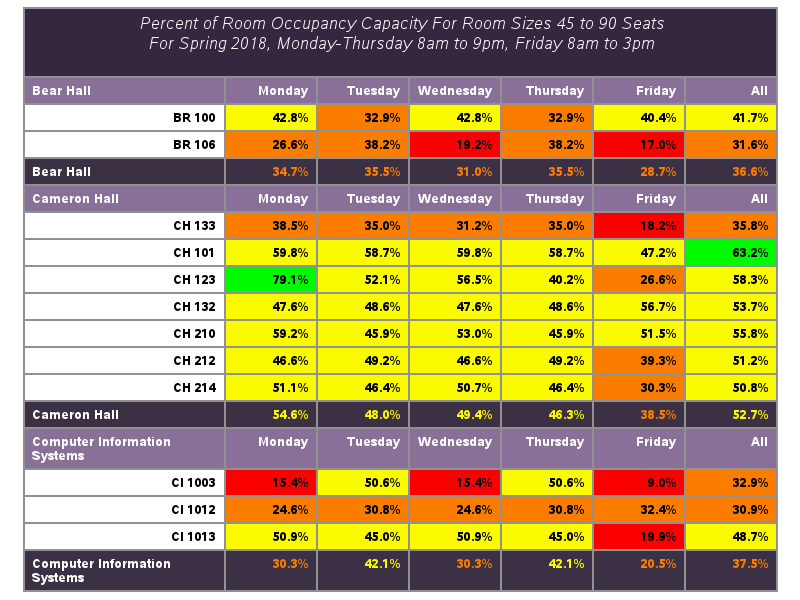 Percent of Room Occupancy Capacity For Room Sizes 45 to 90 Seats
For Spring 2018, Monday-Thursday 8am to 9pm, Friday 8am to 3pm
Bear Hall Monday Tuesday Wednesday Thursday Friday All
BR 100 42.8% 32.9% 42.8% 32.9% 40.4% 41.7%
BR 106 26.6% 38.2% 19.2% 38.2% 17.0% 31.6%
Bear Hall 34.7% 35.5% 31.0% 35.5% 28.7% 36.6%
Cameron Hall Monday Tuesday Wednesday Thursday Friday All
CH 133 38.5% 35.0% 31.2% 35.0% 18.2% 35.8%
CH 101 59.8% 58.7% 59.8% 58.7% 47.2% 63.2%
CH 123 79.1% 52.1% 56.5% 40.2% 26.6% 58.3%
CH 132 47.6% 48.6% 47.6% 48.6% 56.7% 53.7%
CH 210 59.2% 45.9% 53.0% 45.9% 51.5% 55.8%
CH 212 46.6% 49.2% 46.6% 49.2% 39.3% 51.2%
CH 214 51.1% 46.4% 50.7% 46.4% 30.3% 50.8%
Cameron Hall 54.6% 48.0% 49.4% 46.3% 38.5% 52.7%
Computer Information Monday Tuesday Wednesday Thursday Friday All
Systems
CI 1003 15.4% 50.6% 15.4% 50.6% 9.0% 32.9%
CI 1012 24.6% 30.8% 24.6% 30.8% 32.4% 30.9%
CI 1013 50.9% 45.0% 50.9% 45.0% 19.9% 48.7%
Computer Information 30.3% 42.1% 30.3% 42.1% 20.5% 37.5%
Systems